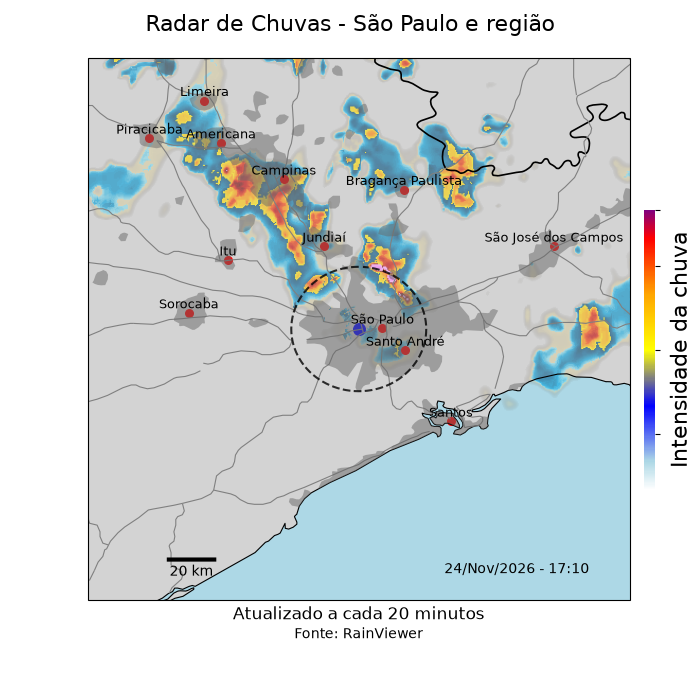 Radar de Chuvas - São Paulo e região
Limeira
Piracicaba
Americana
Campinas
Bragança Paulista
Jundiaí
São José dos Campos
Itu
Sorocaba
São Paulo
Santo André
Santos
Intensidade da chuva
20 km
24/Nov/2026 - 17:10
Atualizado a cada 20 minutos
Fonte: RainViewer